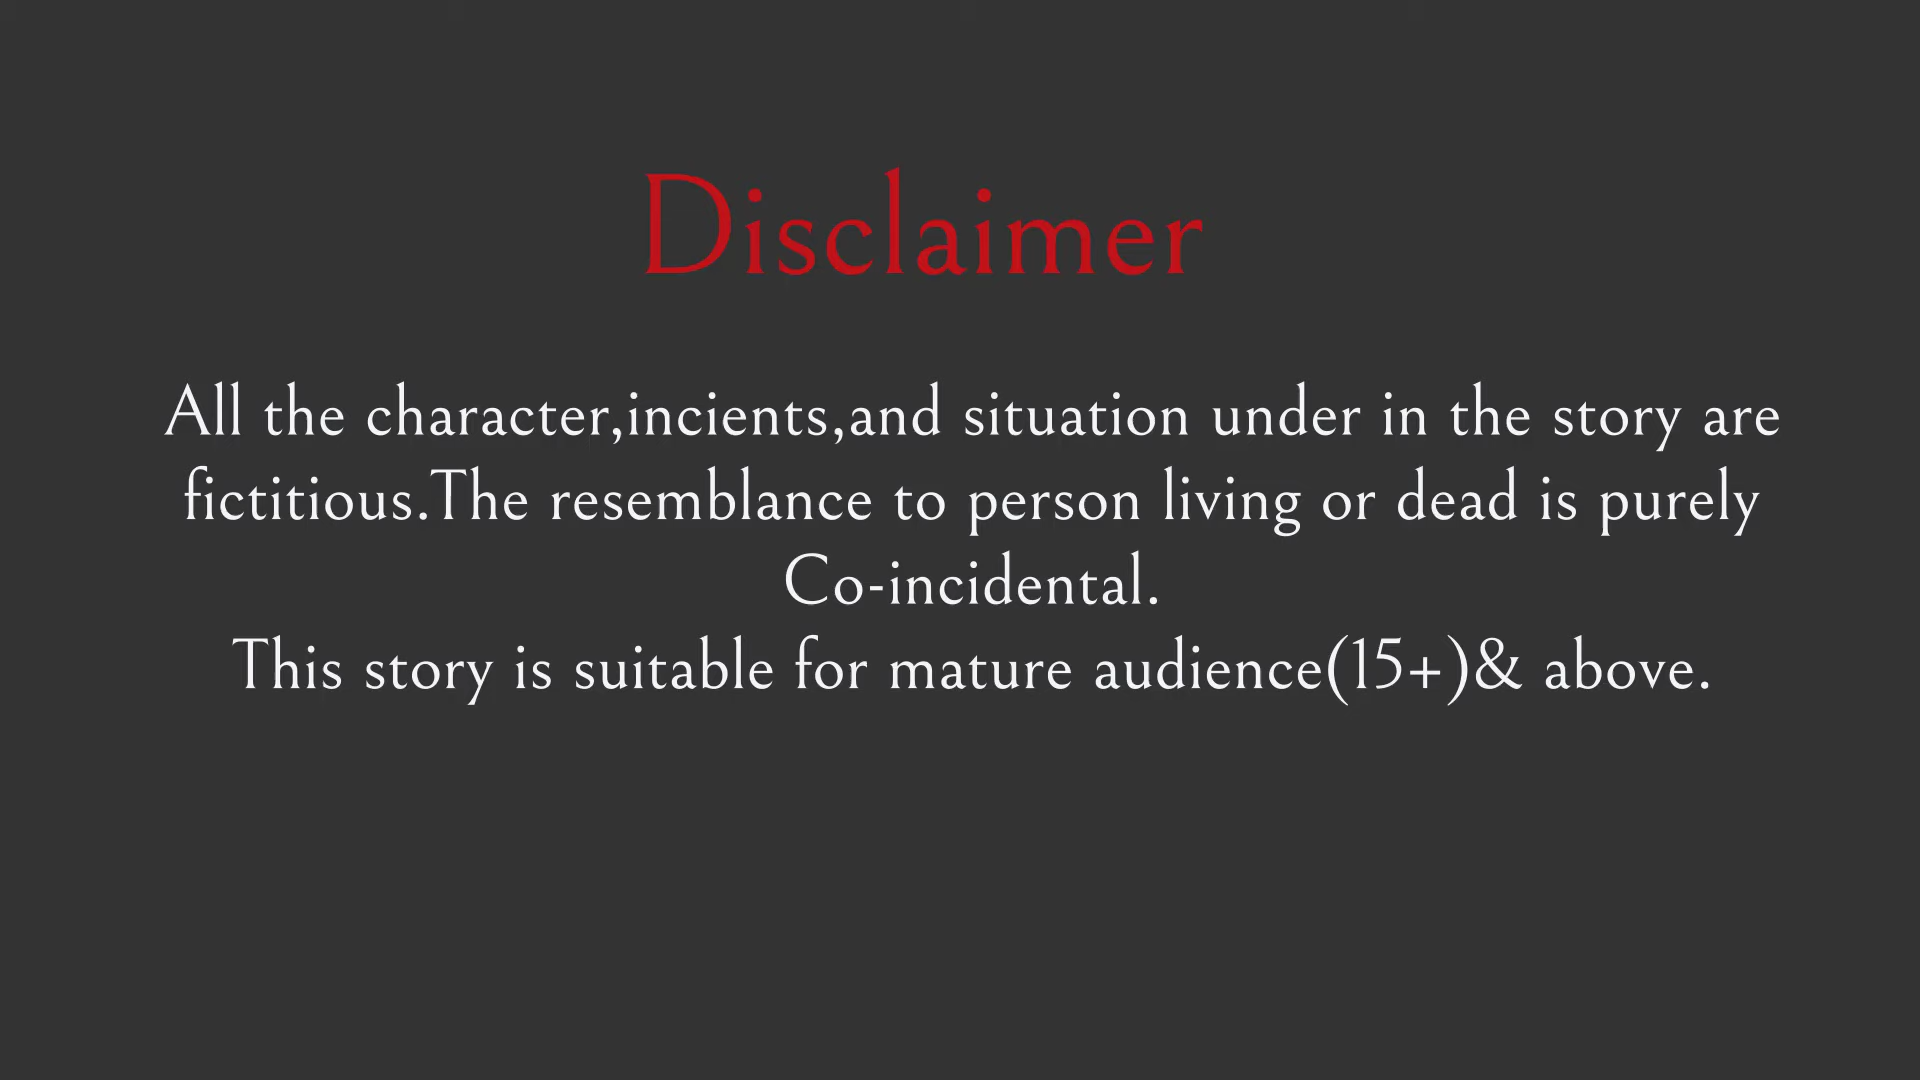 Disclaimer
All the character,incients,and situation under in the story are
fictitious.The resemblance to person living or dead is purely
Co-incidental.
This story is suitable for mature audience(15+)& above.